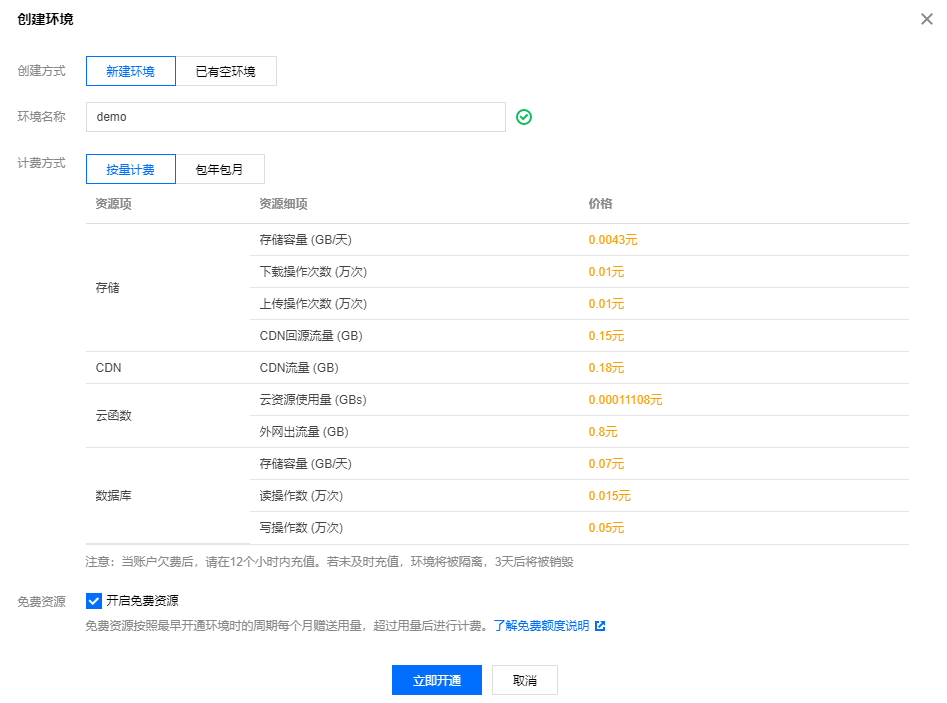 创建环境
创建方式 新建环境 已有空环境
环境名称 demo
计费方式 按量计费 包年包月
资源项 资源细项 价格
存储 存储容量 (GB/天) 0.0043元
下载操作次数 (万次) 0.01元
上传操作次数 (万次) 0.01元
CDN回源流量 (GB) 0.15元
CDN CDN流量 (GB) 0.18元
云函数 云资源使用量 (GBs) 0.00011108元
外网出流量 (GB) 0.8元
数据库 存储容量 (GB/天) 0.07元
读操作数 (万次) 0.015元
写操作数 (万次) 0.05元
注意：当账户欠费后，请在12个小时内充值。若未及时充值，环境将被隔离，3天后将被销毁
免费资源 开启免费资源
免费资源按照最早开通环境时的周期每个月赠送用量，超过用量后进行计费。了解免费额度说明
立即开通 取消